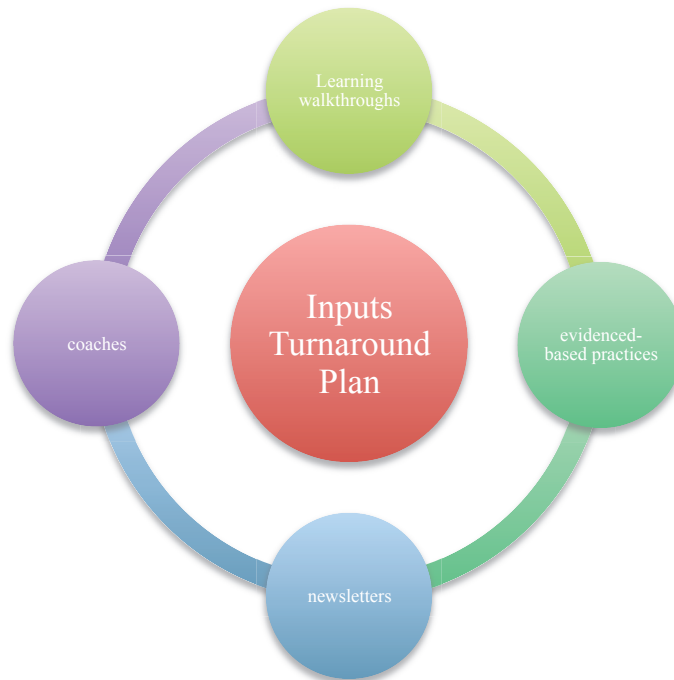 Learning
walkthroughs
Inputs
Turnaround
Plan
coaches
evidenced-
based practices
newsletters